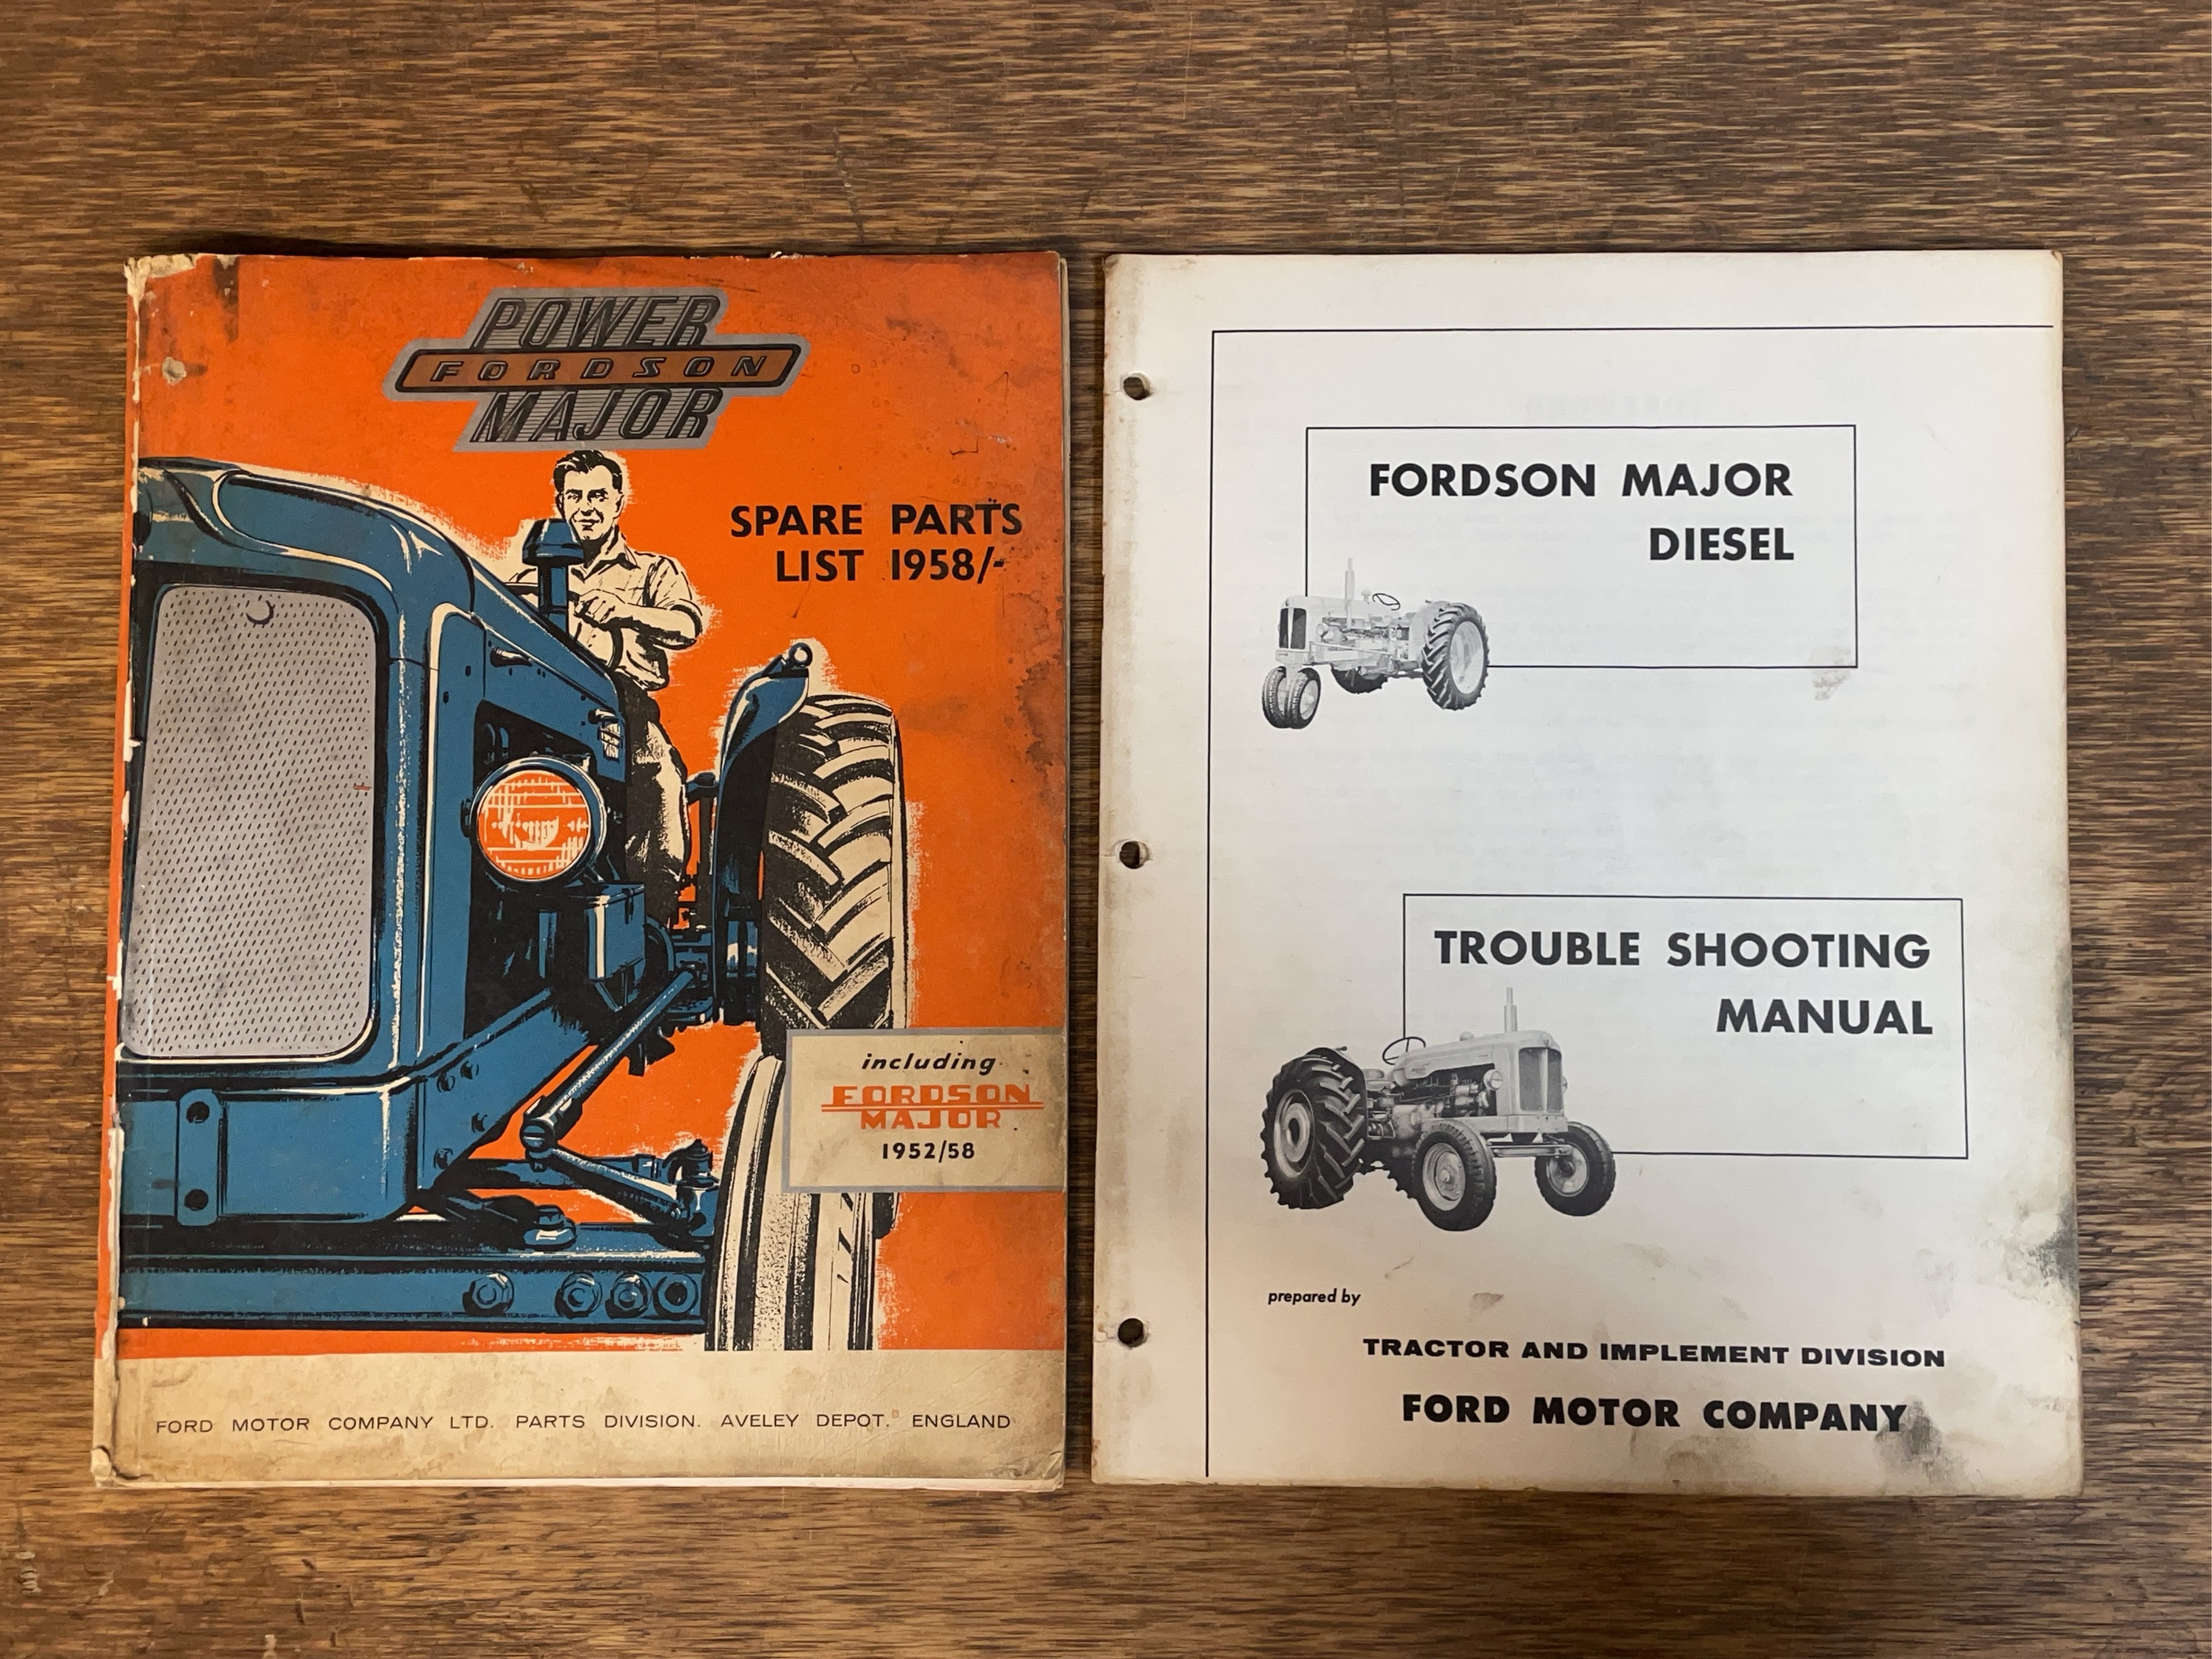 POWER
FORDSON
MAJOR
SPARE PARTS
LIST 1958/-
including
FORDSON
MAJOR
1952/58
FORD MOTOR COMPANY LTD. PARTS DIVISION. AVELEY DEPOT. ENGLAND
FORDSON MAJOR
DIESEL
TROUBLE SHOOTING
MANUAL
prepared by
TRACTOR AND IMPLEMENT DIVISION
FORD MOTOR COMPANY